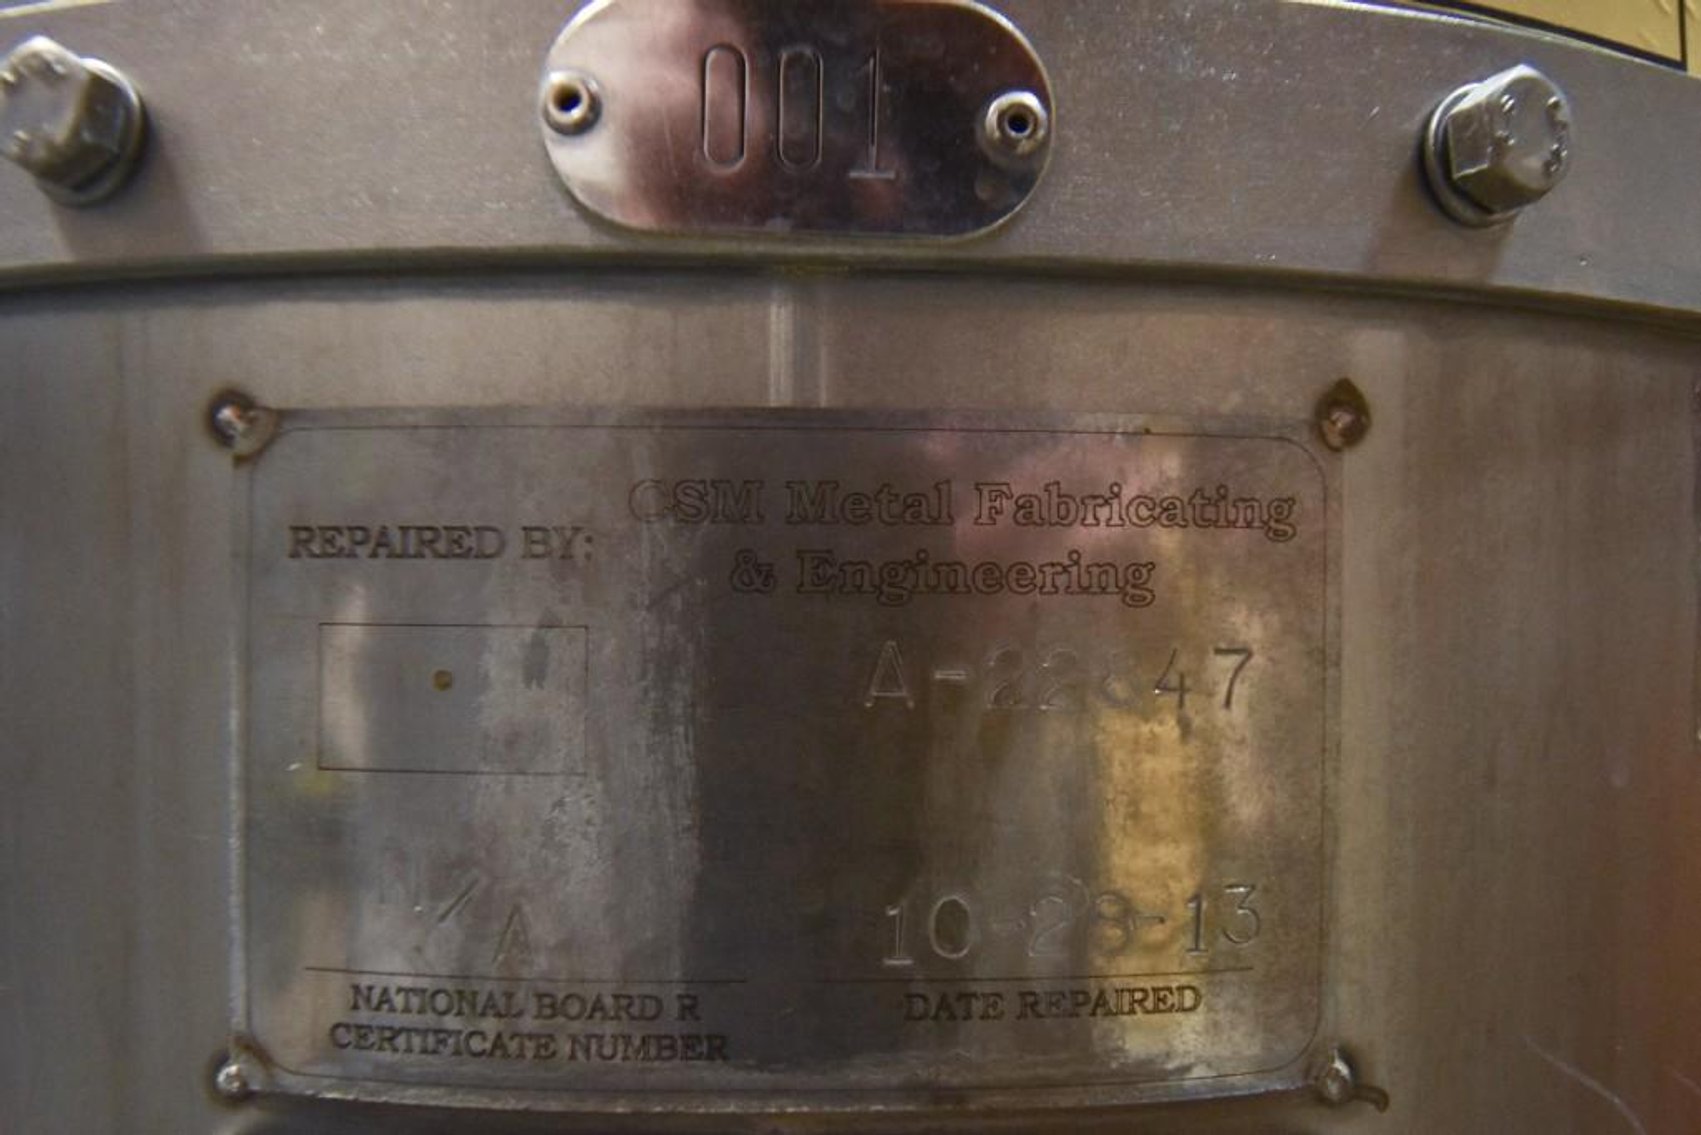 001
REPAIRED BY:
CSM Metal Fabricating
& Engineering
N/A
10-28-13
NATIONAL BOARD R
CERTIFICATE NUMBER
DATE REPAIRED